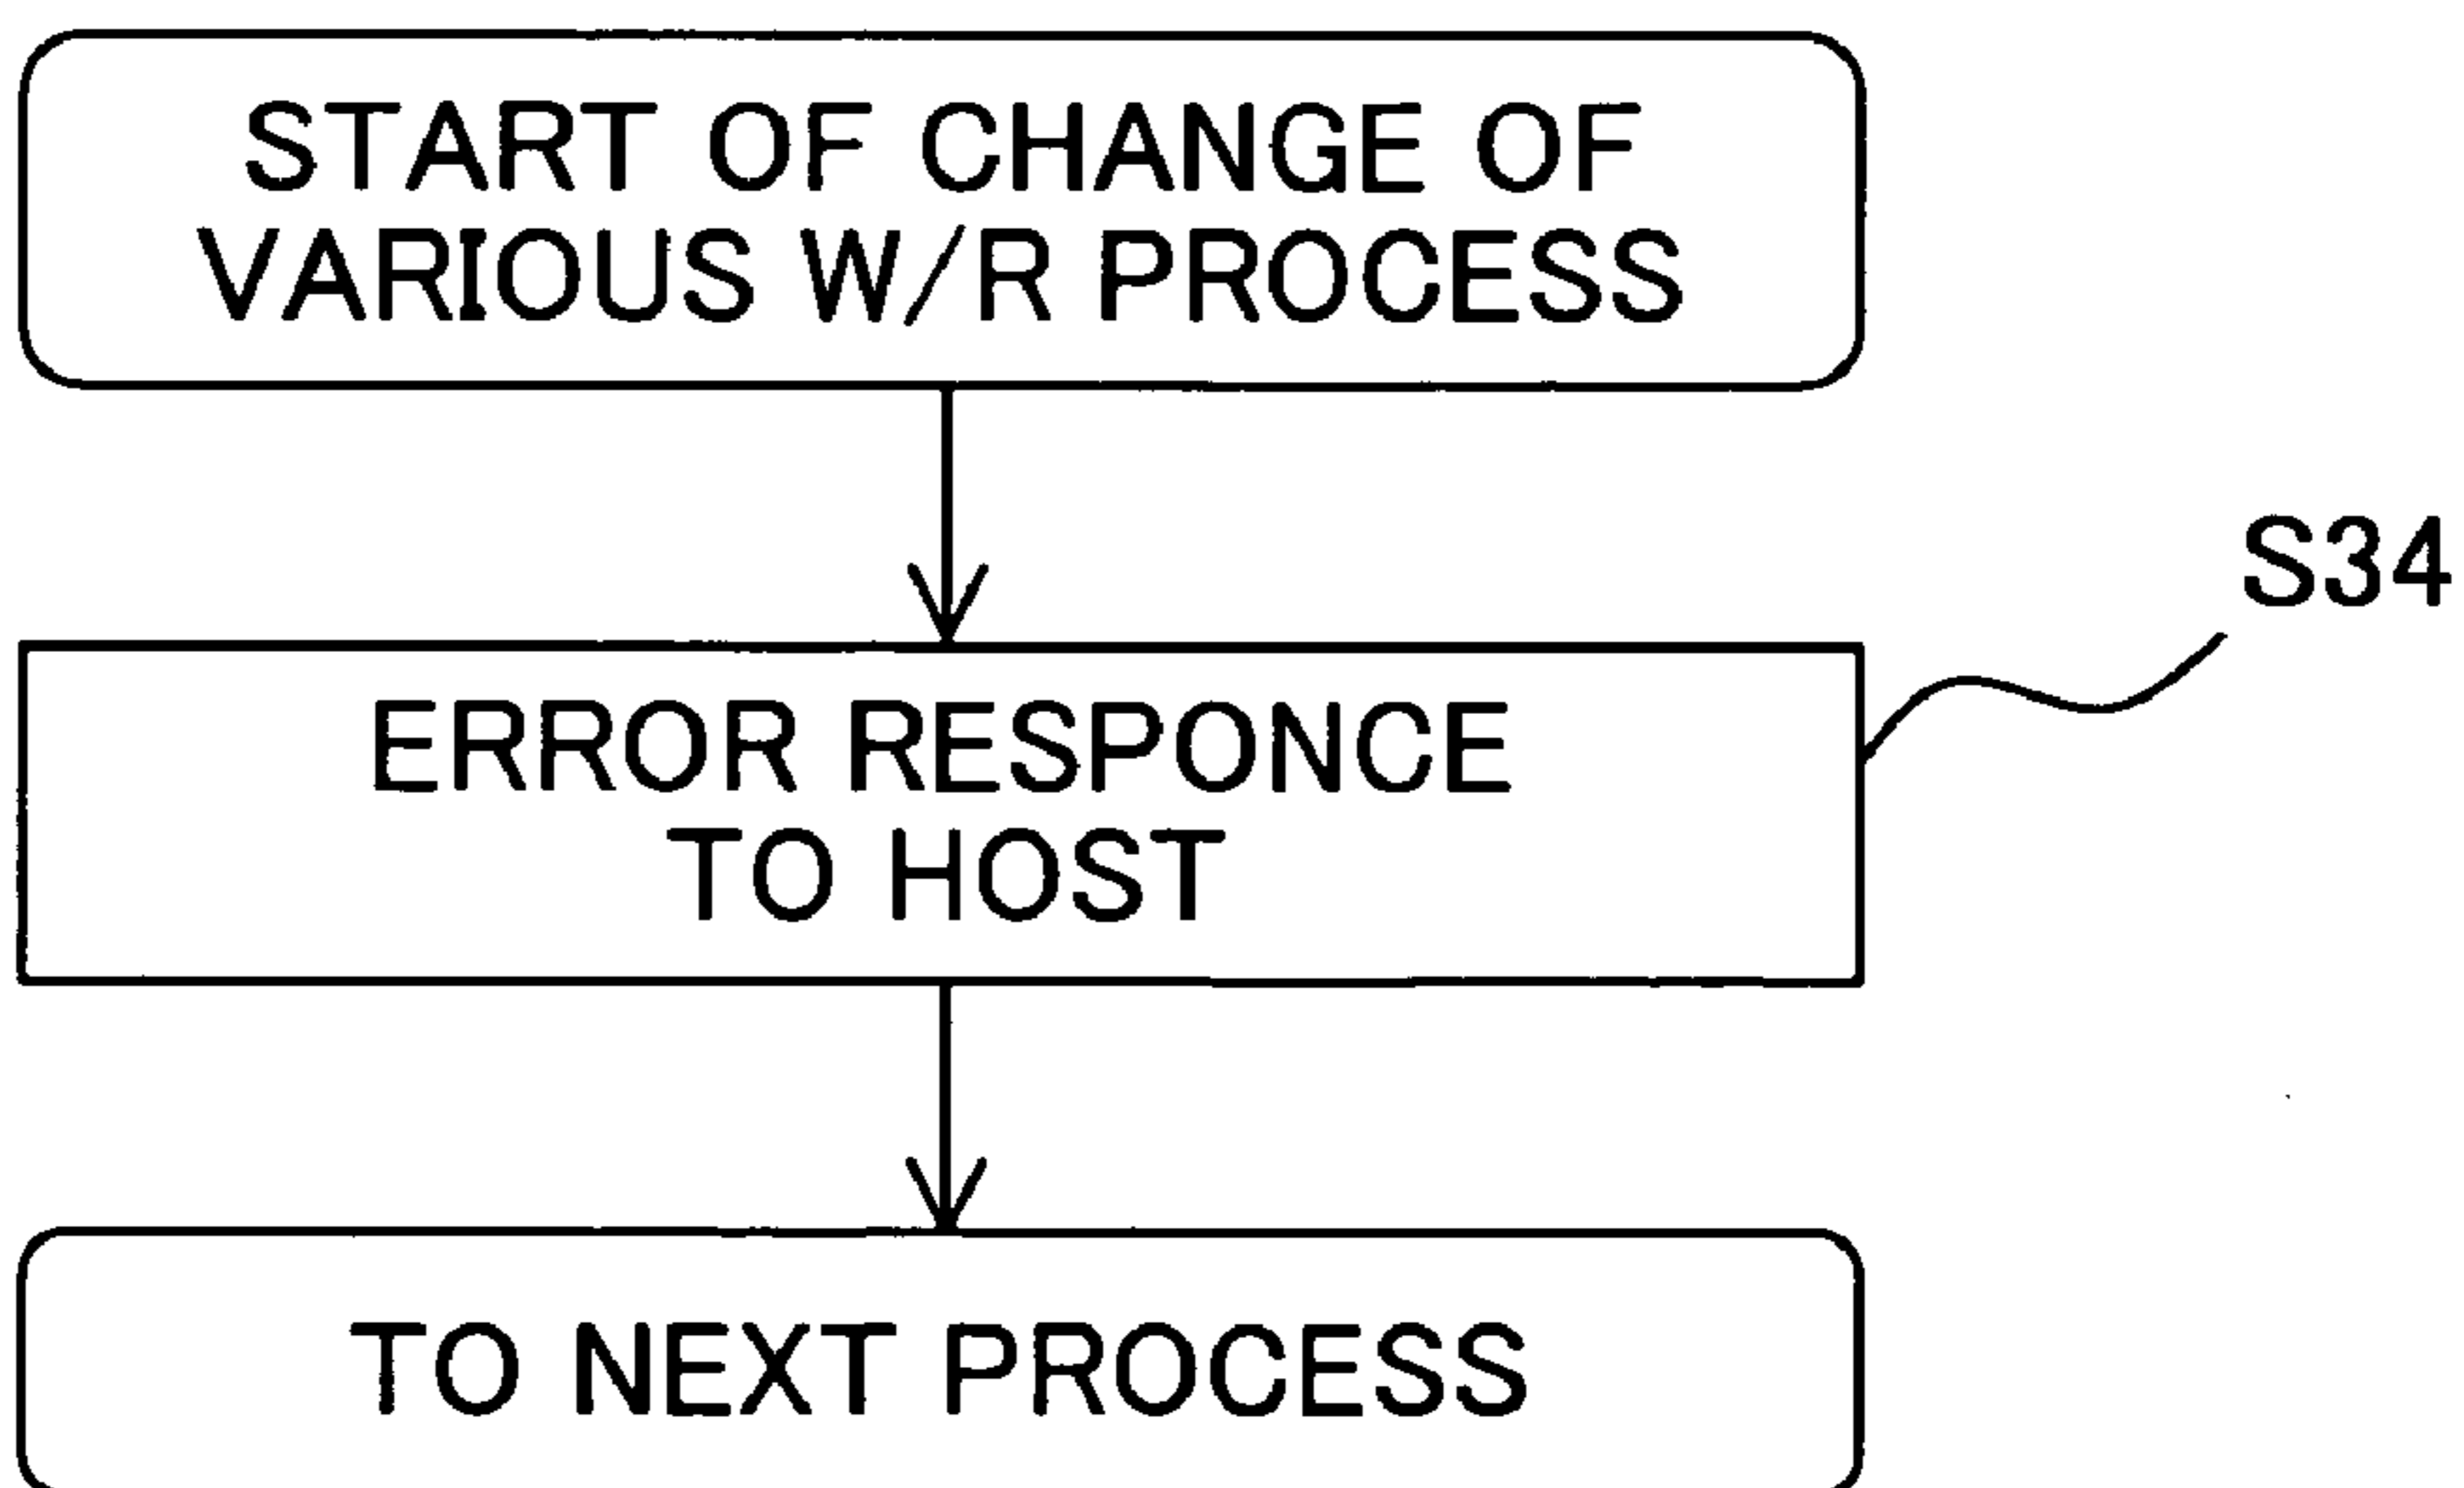 START OF CHANGE OF
VARIOUS W/R PROCESS
S34
ERROR RESPONCE
TO HOST
TO NEXT PROCESS